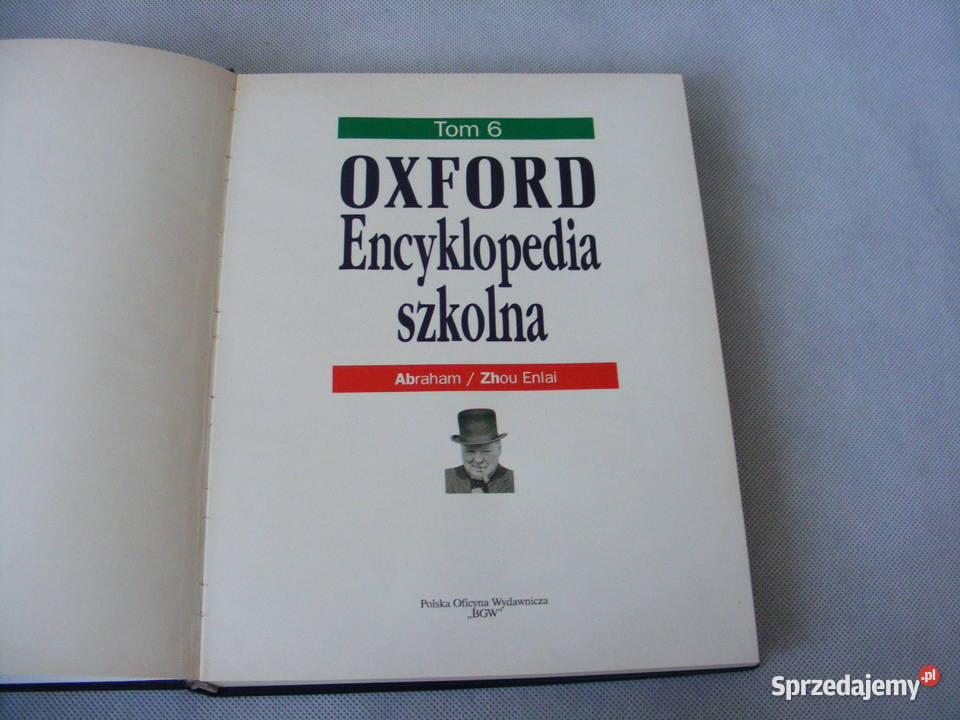 Tom 6
OXFORD
Encyklopedia
szkolna
Abraham / Zhou Enlai
Polska Oficyna Wydawnicza
„BGW”
Sprzedajemy.pl